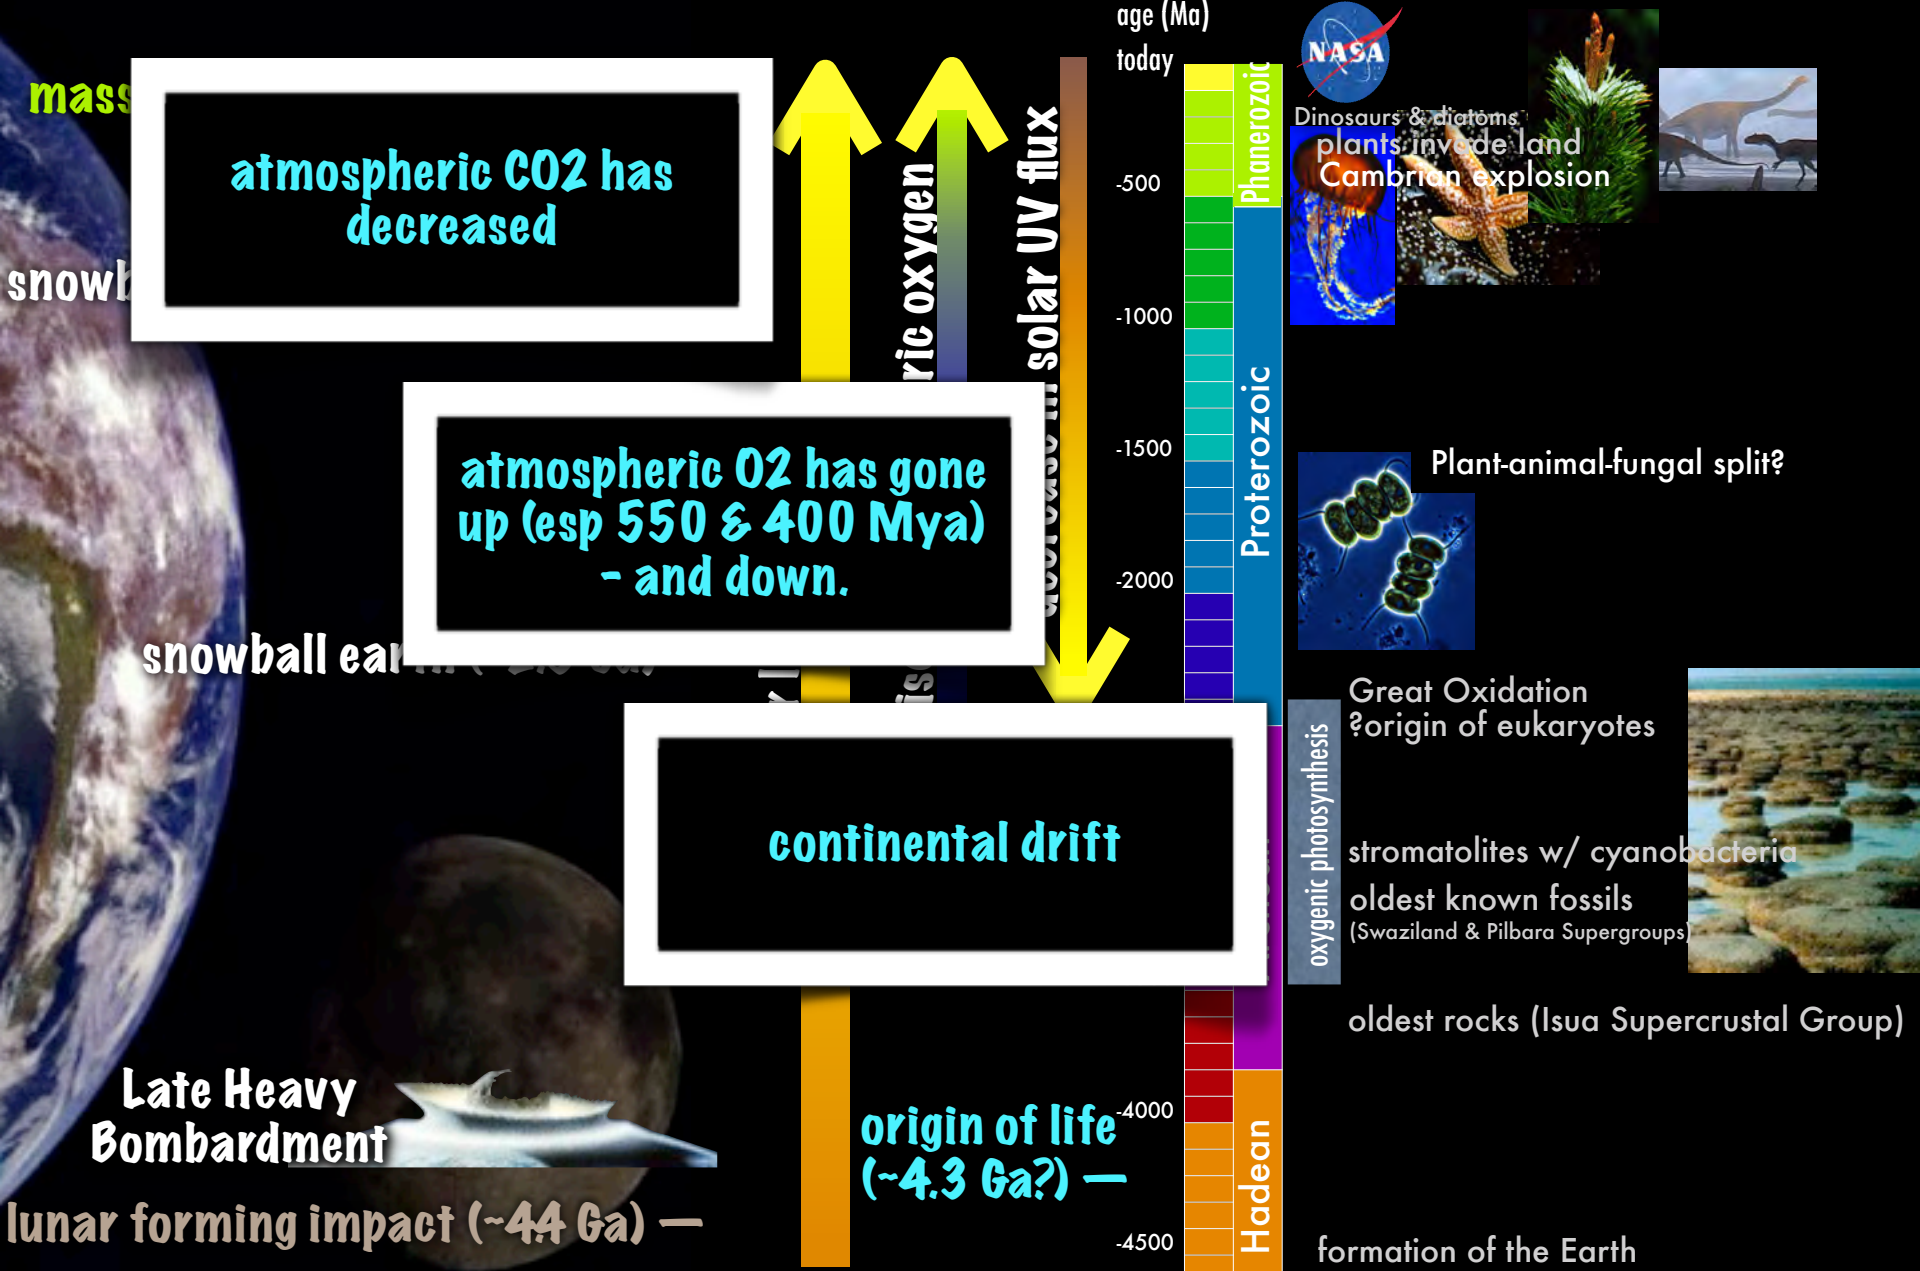 age (Ma)
today
NASA
mass
atmospheric CO2 has
decreased
snowb
ric oxygen
solar UV flux
Phanerozoic
Dinosaurs & diatoms
plants invade land
Cambrian explosion
-500
-1000
-1500
-2000
Proterozoic
atmospheric O2 has gone
up (esp 550 & 400 Mya)
- and down.
Plant-animal-fungal split?
snowball ear
Great Oxidation
?origin of eukaryotes
oxygenic photosynthesis
continental drift
stromatolites w/ cyanobacteria
oldest known fossils
(Swaziland & Pilbara Supergroups)
oldest rocks (Isua Supercrustal Group)
Late Heavy
Bombardment
origin of life
(~4.3 Ga?) —
-4000
Hadean
lunar forming impact (~4.4 Ga) —
-4500
formation of the Earth